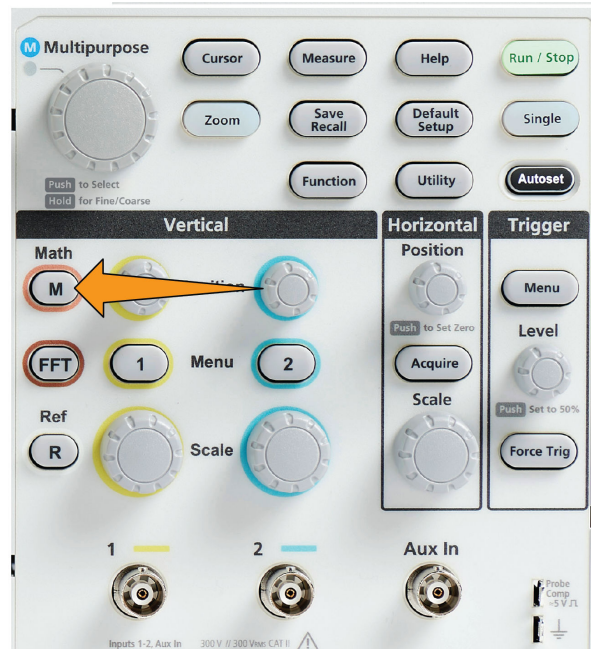 M Multipurpose
Cursor
Measure
Help
Run / Stop
Zoom
Save
Recall
Default
Setup
Single
Push to Select
Hold for Fine/Coarse
Function
Utility
Autoset
Vertical
Horizontal
Trigger
Math
M
Position
Push to Set Zero
Menu
Level
FFT
1
Menu
2
Acquire
Push Set to 50%
Ref
R
Scale
Scale
Force Trig
1
2
Aux In
Probe
Comp
~5 V
Inputs 1-2, Aux In
300 V // 300 VRMS CAT II